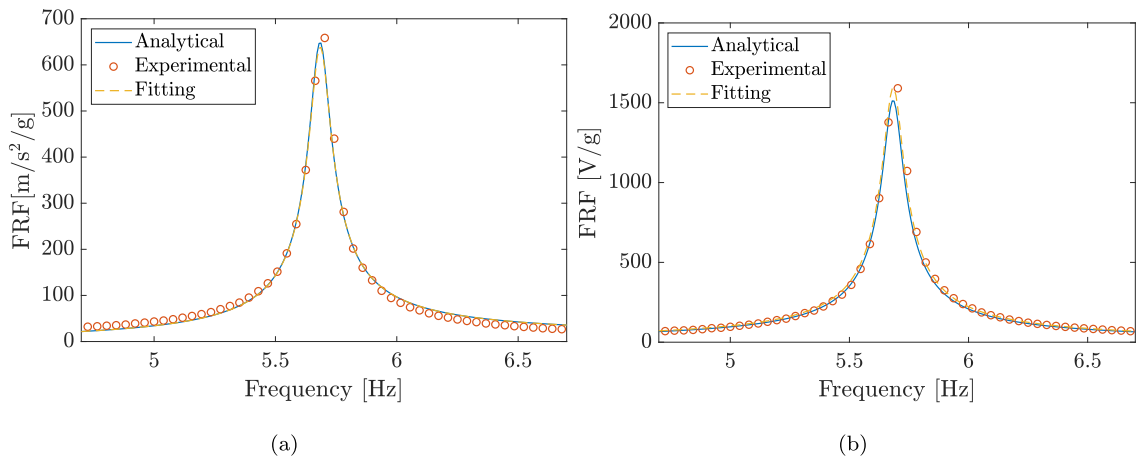 700
600
500
400
300
200
100
0
FRF[m/s²/g]
Analytical
Experimental
Fitting
5
5.5
6
6.5
Frequency [Hz]
(a)
2000
1500
1000
500
0
FRF [V/g]
Analytical
Experimental
Fitting
5
5.5
6
6.5
Frequency [Hz]
(b)